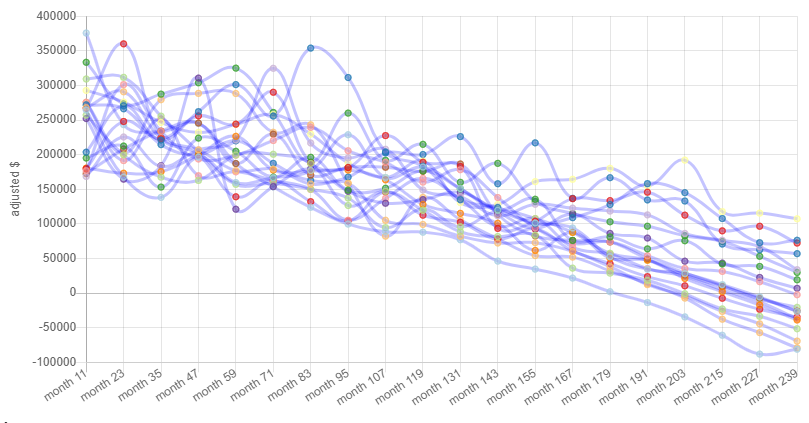 400000
350000
300000
250000
200000
150000
100000
50000
0
-50000
-100000
adjusted $
month 11
month 23
month 35
month 47
month 59
month 71
month 83
month 95
month 107
month 119
month 131
month 143
month 155
month 167
month 179
month 191
month 203
month 215
month 227
month 239